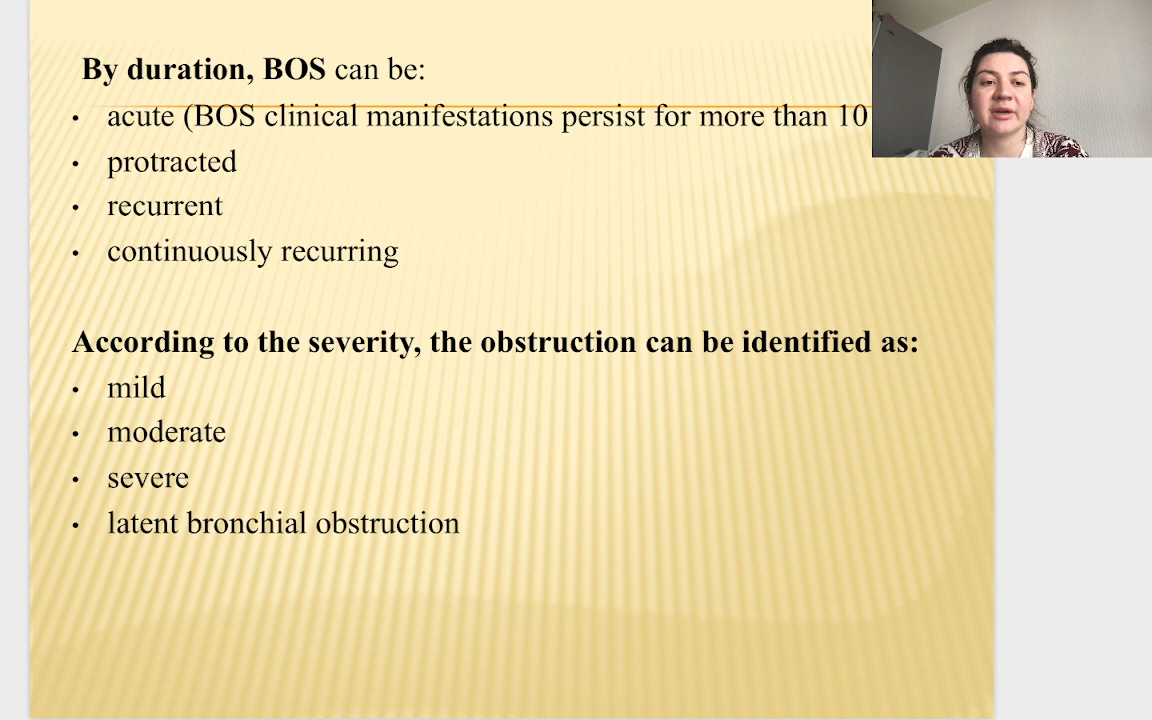 By duration, BOS can be:
• acute (BOS clinical manifestations persist for more than 10
• protracted
• recurrent
• continuously recurring
According to the severity, the obstruction can be identified as:
• mild
• moderate
• severe
• latent bronchial obstruction